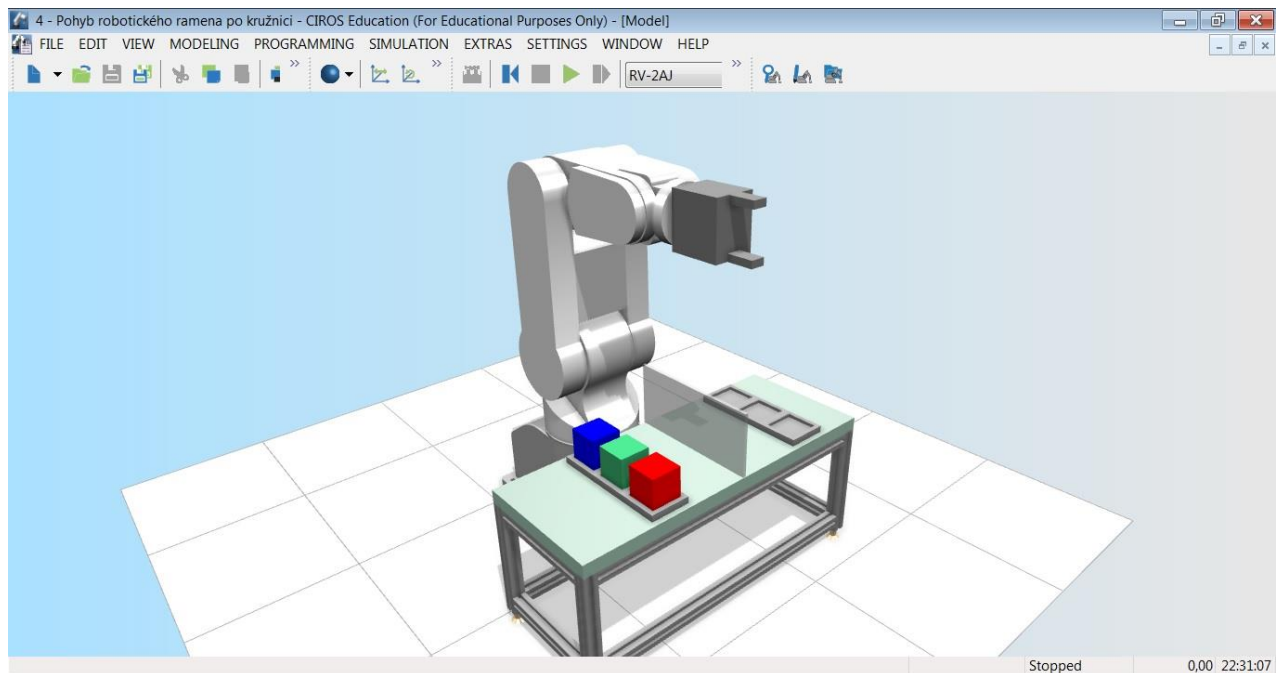 4 - Pohyb robotického ramena po kružnici - CIROS Education (For Educational Purposes Only) - [Model]
FILE EDIT VIEW MODELING PROGRAMMING SIMULATION EXTRAS SETTINGS WINDOW HELP
RV-2AJ
Stopped 0,00 22:31:07